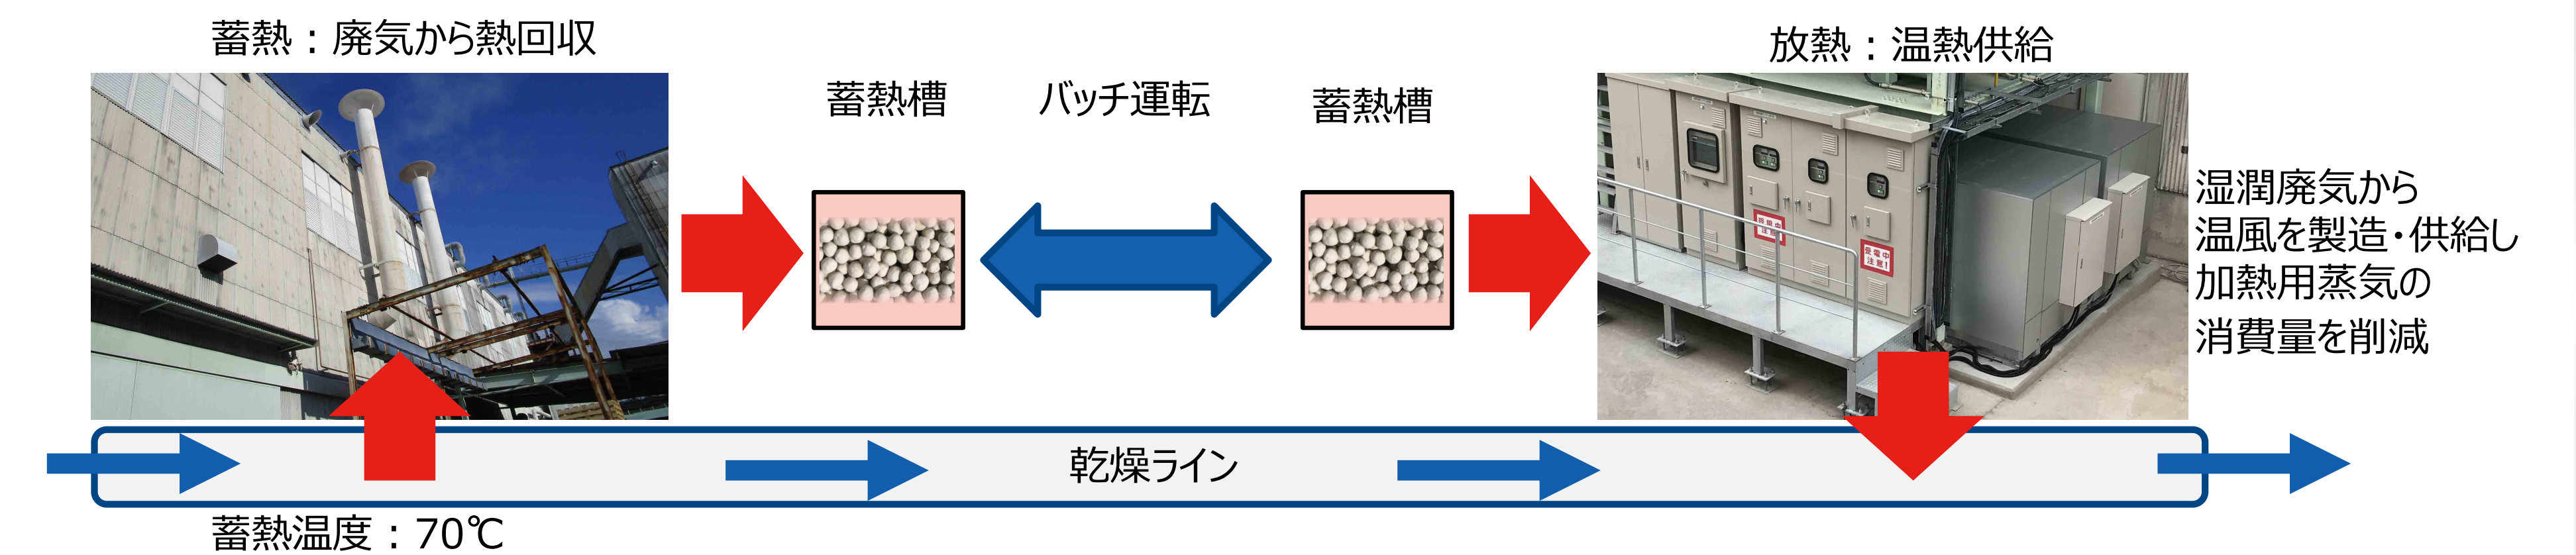 蓄熱：廃気から熱回収
放熱：温熱供給
蓄熱槽
バッチ運転
蓄熱槽
湿潤廃気から
温風を製造・供給し
加熱用蒸気の
消費量を削減
乾燥ライン
蓄熱温度：70℃